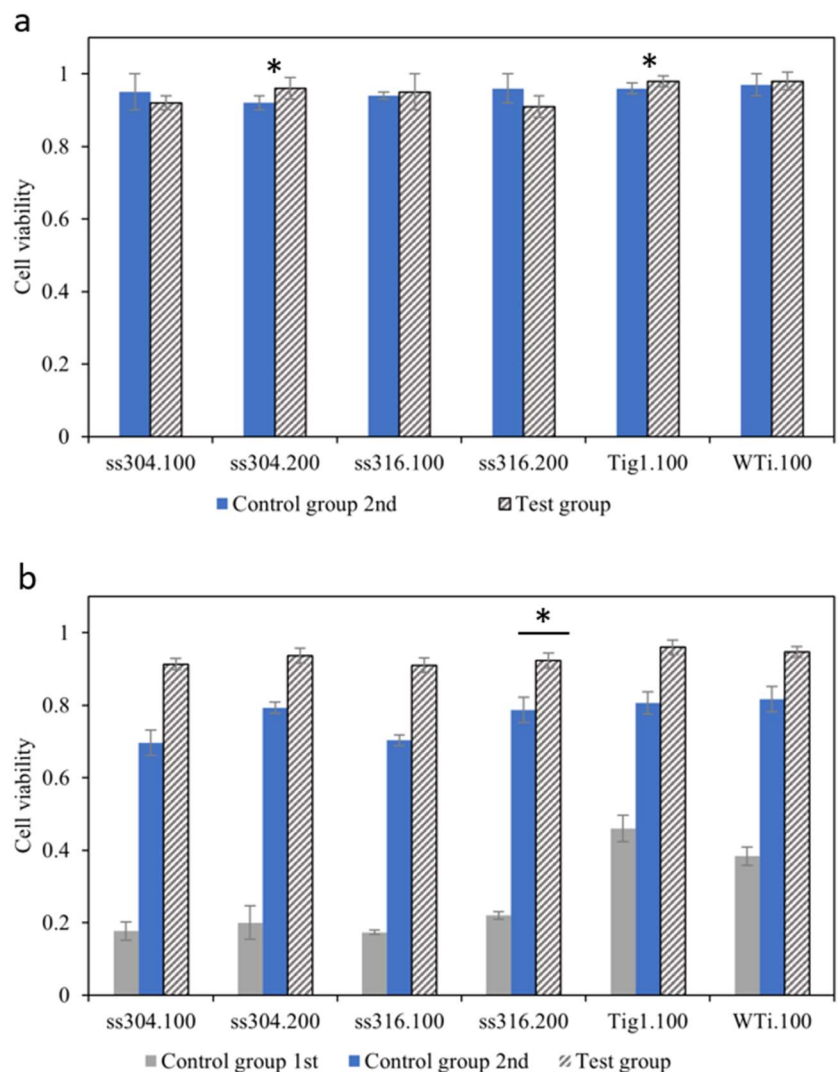 a
*
*
1
0.8
0.6
0.4
0.2
0
Cell viability
ss304.100 ss304.200 ss316.100 ss316.200 Tig1.100 WTi.100
Control group 2nd Test group
b
*
1
0.8
0.6
0.4
0.2
0
Cell viability
ss304.100 ss304.200 ss316.100 ss316.200 Tig1.100 WTi.100
Control group 1st Control group 2nd Test group